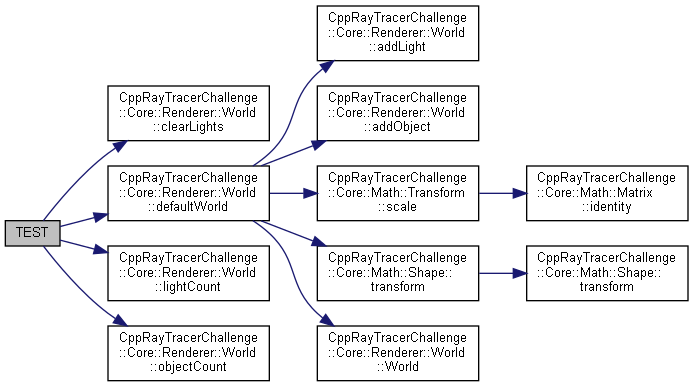 TEST
CppRayTracerChallenge
::Core::Renderer::World
::clearLights
CppRayTracerChallenge
::Core::Renderer::World
::defaultWorld
CppRayTracerChallenge
::Core::Renderer::World
::lightCount
CppRayTracerChallenge
::Core::Renderer::World
::objectCount
CppRayTracerChallenge
::Core::Renderer::World
::addLight
CppRayTracerChallenge
::Core::Renderer::World
::addObject
CppRayTracerChallenge
::Core::Math::Transform
::scale
CppRayTracerChallenge
::Core::Math::Shape::
transform
CppRayTracerChallenge
::Core::Renderer::World
::World
CppRayTracerChallenge
::Core::Math::Matrix
::identity
CppRayTracerChallenge
::Core::Math::Shape::
transform